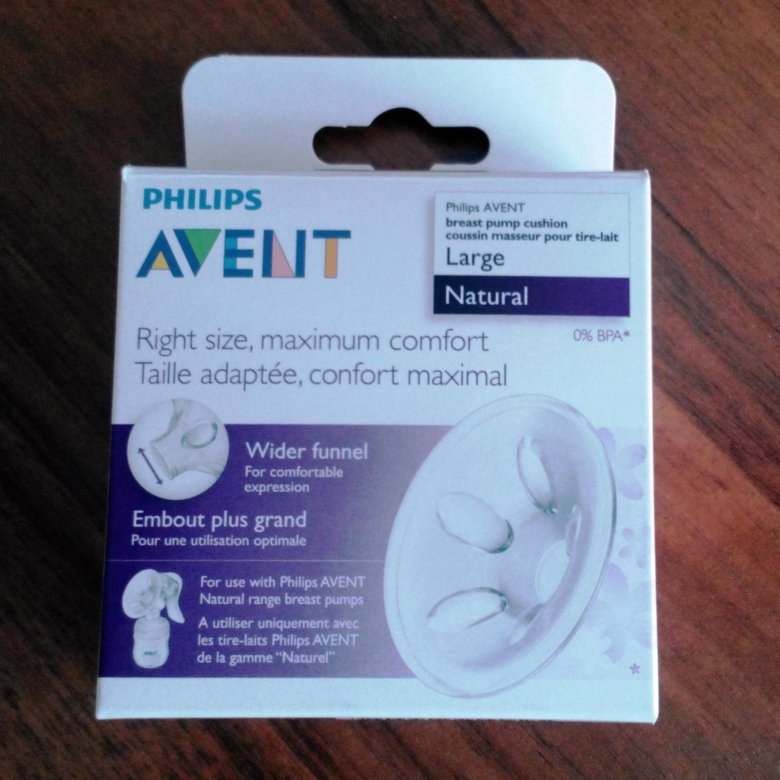 PHILIPS
AVENT
Philips AVENT
breast pump cushion
coussin masseur pour tire-lait
Large
Natural
0% BPA*
Right size, maximum comfort
Taille adaptée, confort maximal
Wider funnel
For comfortable
expression
Embout plus grand
Pour une utilisation optimale
For use with Philips AVENT
Natural range breast pumps
A utiliser uniquement avec
les tire-laits Philips AVENT
de la gamme “Naturel”
AVENT
*